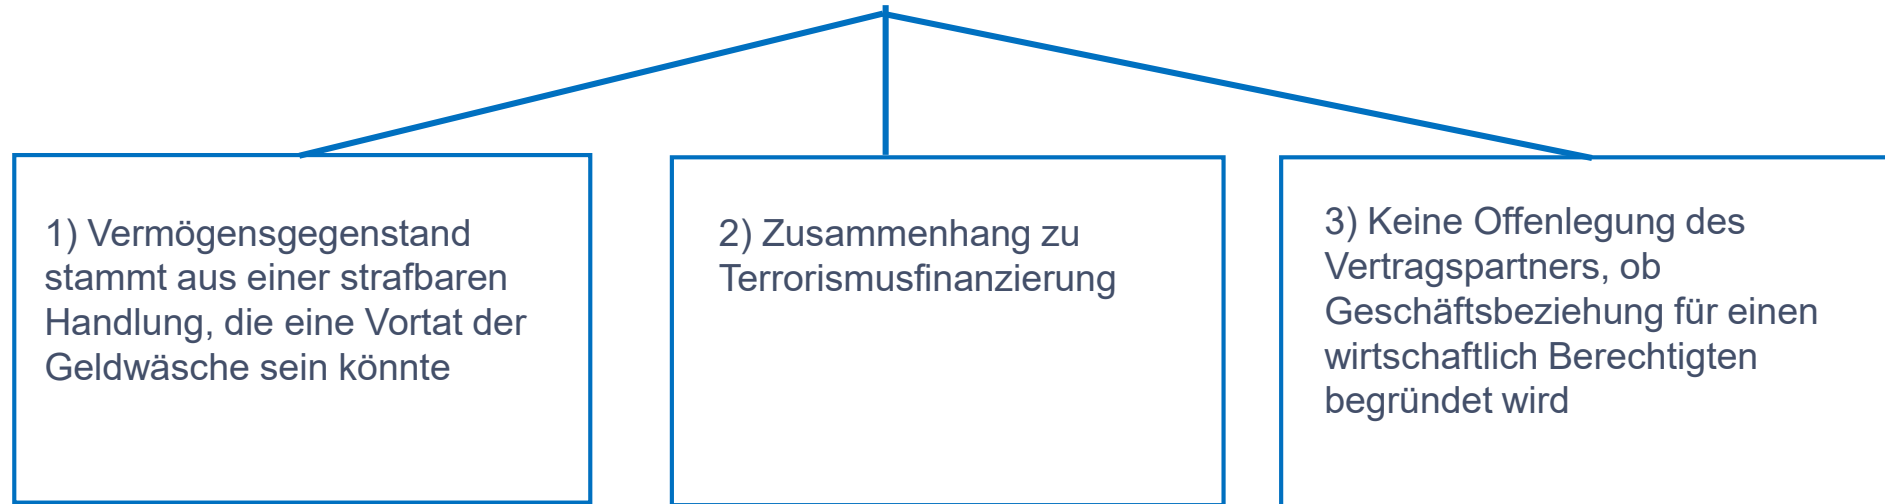 1) Vermögensgegenstand
stammt aus einer strafbaren
Handlung, die eine Vortat der
Geldwäsche sein könnte
2) Zusammenhang zu
Terrorismusfinanzierung
3) Keine Offenlegung des
Vertragspartners, ob
Geschäftsbeziehung für einen
wirtschaftlich Berechtigten
begründet wird